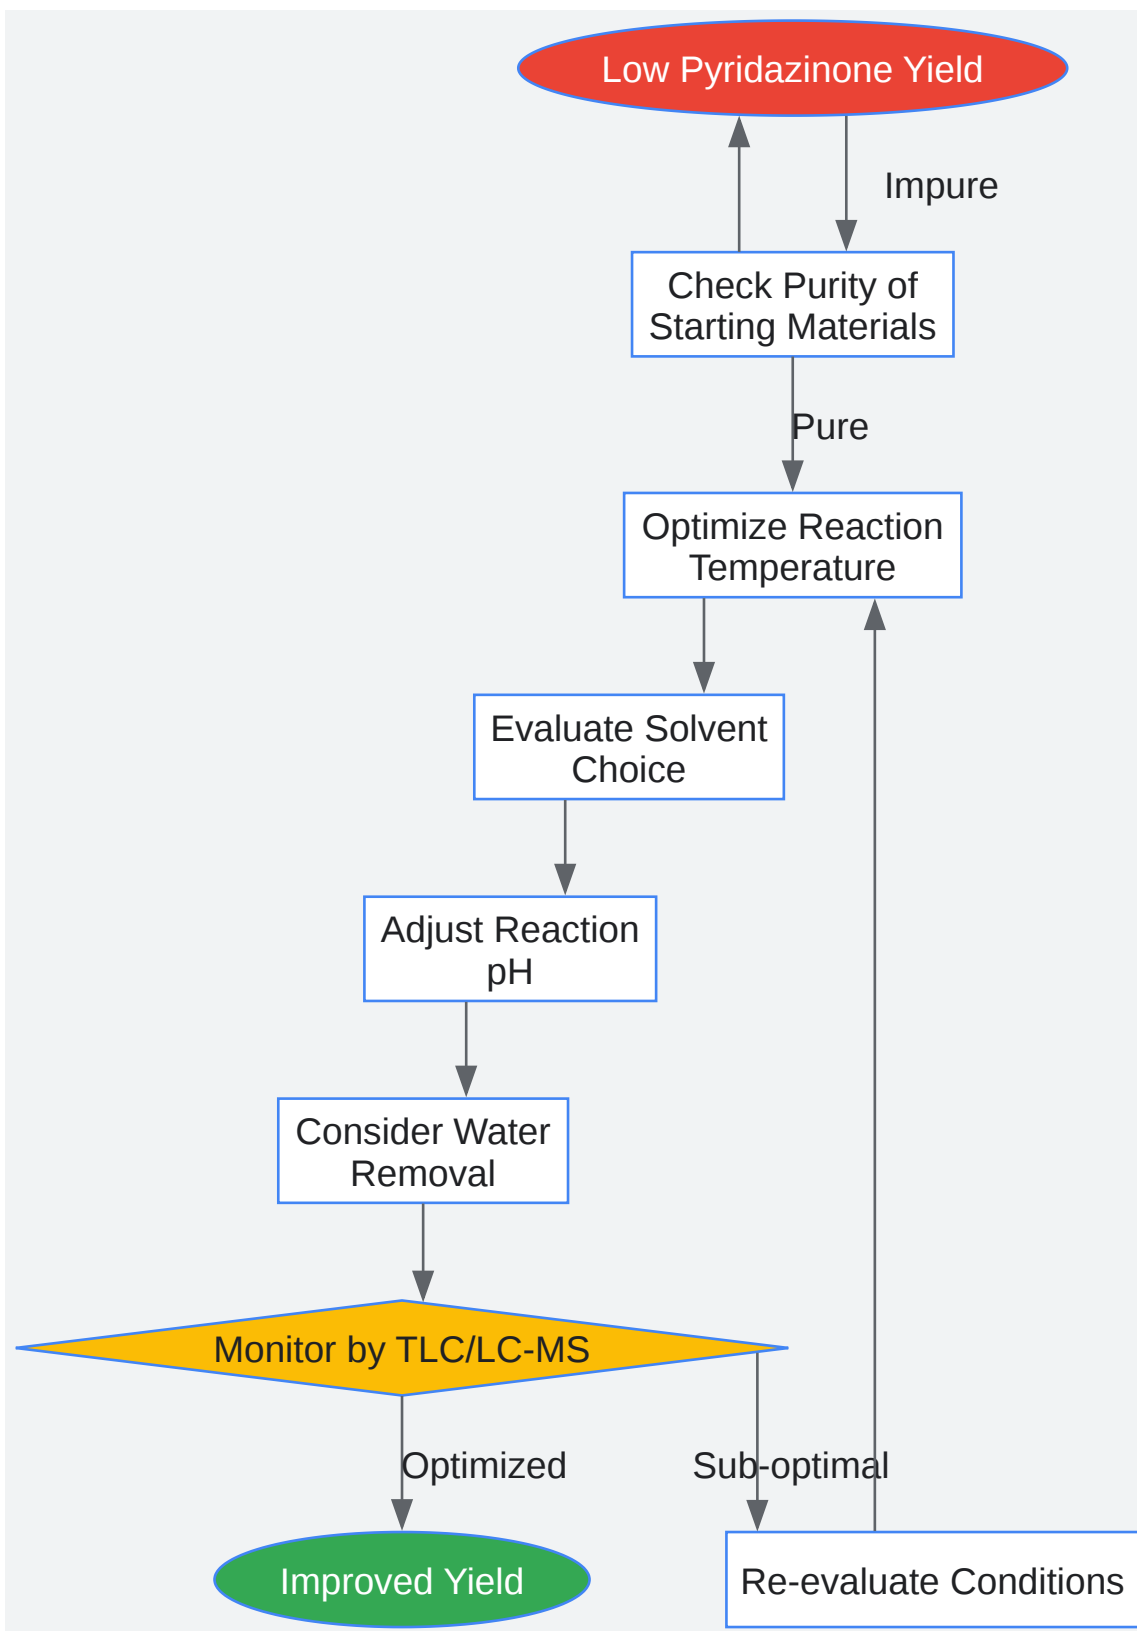 Low Pyridazinone Yield
Impure
Check Purity of
Starting Materials
Pure
Optimize Reaction
Temperature
Evaluate Solvent
Choice
Adjust Reaction
pH
Consider Water
Removal
Monitor by TLC/LC-MS
Optimized
Sub-optimal
Improved Yield
Re-evaluate Conditions